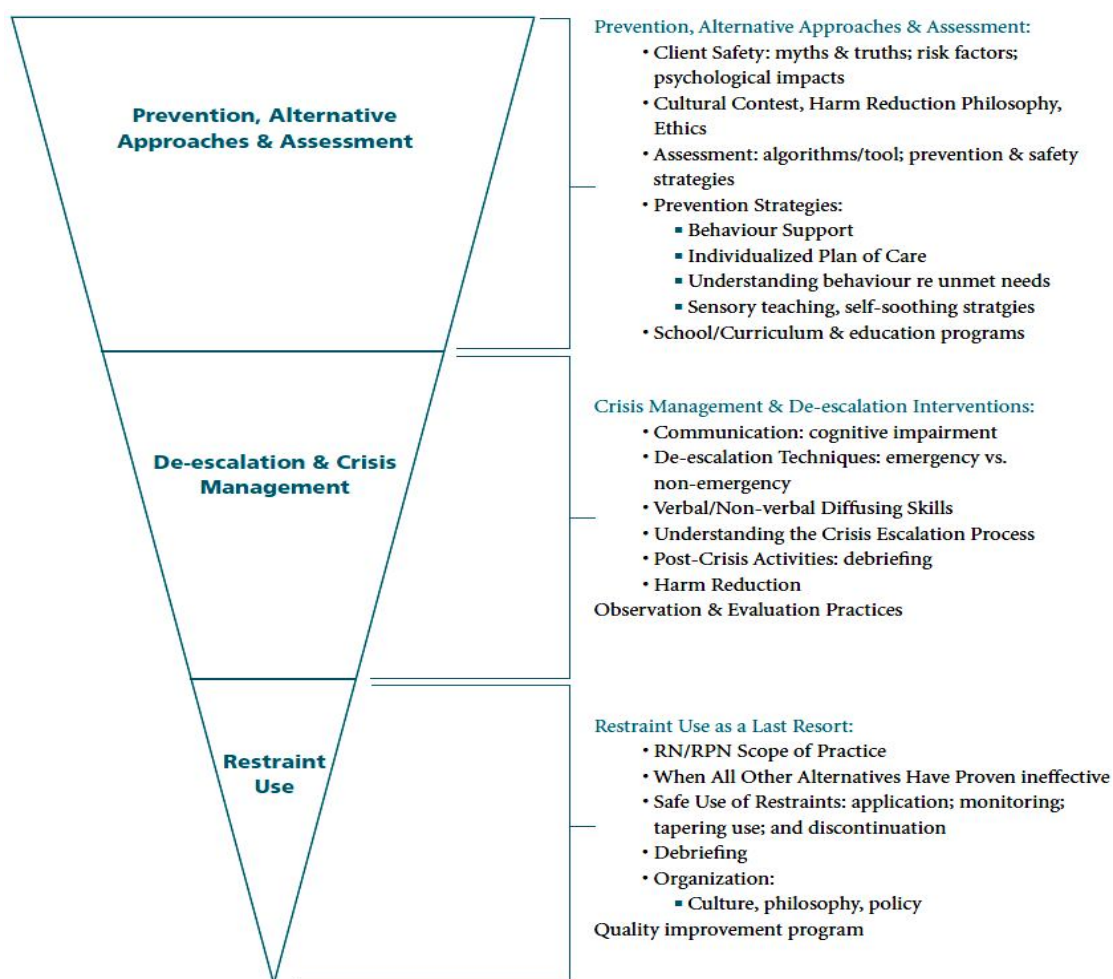 Prevention, Alternative
Approaches & Assessment
Prevention, Alternative Approaches & Assessment:
• Client Safety: myths & truths; risk factors;
psychological impacts
• Cultural Contest, Harm Reduction Philosophy,
Ethics
• Assessment: algorithms/tool; prevention & safety
strategies
• Prevention Strategies:
▪ Behaviour Support
▪ Individualized Plan of Care
▪ Understanding behaviour re unmet needs
▪ Sensory teaching, self-soothing stratgies
• School/Curriculum & education programs
De-escalation & Crisis
Management
Crisis Management & De-escalation Interventions:
• Communication: cognitive impairment
• De-escalation Techniques: emergency vs.
non-emergency
• Verbal/Non-verbal Diffusing Skills
• Understanding the Crisis Escalation Process
• Post-Crisis Activities: debriefing
• Harm Reduction
Observation & Evaluation Practices
Restraint
Use
Restraint Use as a Last Resort:
• RN/RPN Scope of Practice
• When All Other Alternatives Have Proven ineffective
• Safe Use of Restraints: application; monitoring;
tapering use; and discontinuation
• Debriefing
• Organization:
▪ Culture, philosophy, policy
Quality improvement program